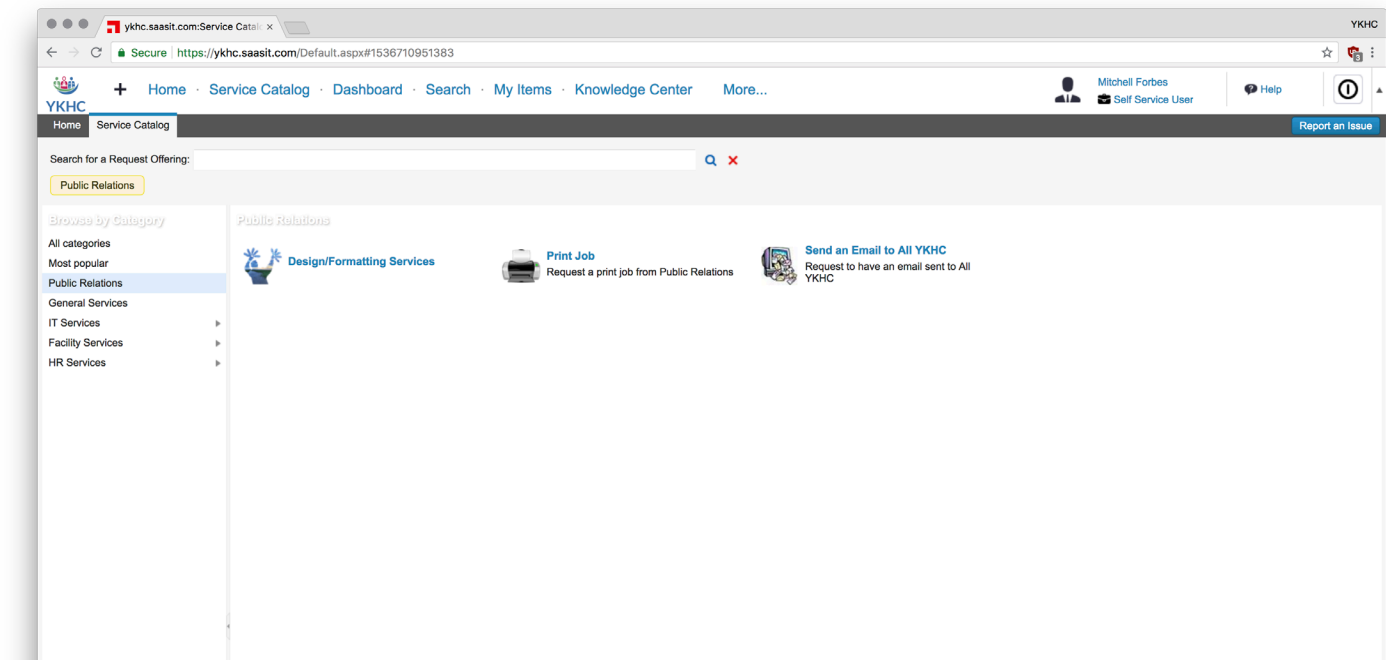 ykhc.saasit.com:Service Catal
YKHC
Secure https://ykhc.saasit.com/Default.aspx#1536710951383
3
YKHC
+ Home · Service Catalog · Dashboard · Search · My Items · Knowledge Center More...
Mitchell Forbes
Self Service User
Help
Home Service Catalog
Report an Issue
Search for a Request Offering:
Public Relations
Browse by Category
All categories
Most popular
Public Relations
General Services
IT Services
Facility Services
HR Services
Public Relations
Design/Formatting Services
Print Job
Request a print job from Public Relations
Send an Email to All YKHC
Request to have an email sent to All
YKHC